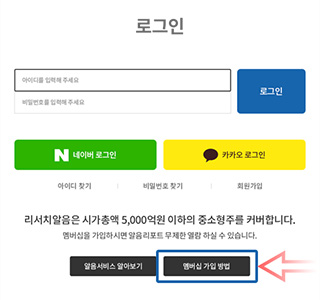 로그인
아이디를 입력해 주세요
비밀번호를 입력해 주세요
로그인
N 네이버 로그인
카카오 로그인
아이디 찾기 | 비밀번호 찾기 | 회원가입
리서치알음은 시가총액 5,000억원 이하의 중소형주를 커버합니다.
멤버십을 가입하시면 알음리포트 무제한 열람 하실 수 있습니다.
알음서비스 알아보기
멤버십 가입 방법